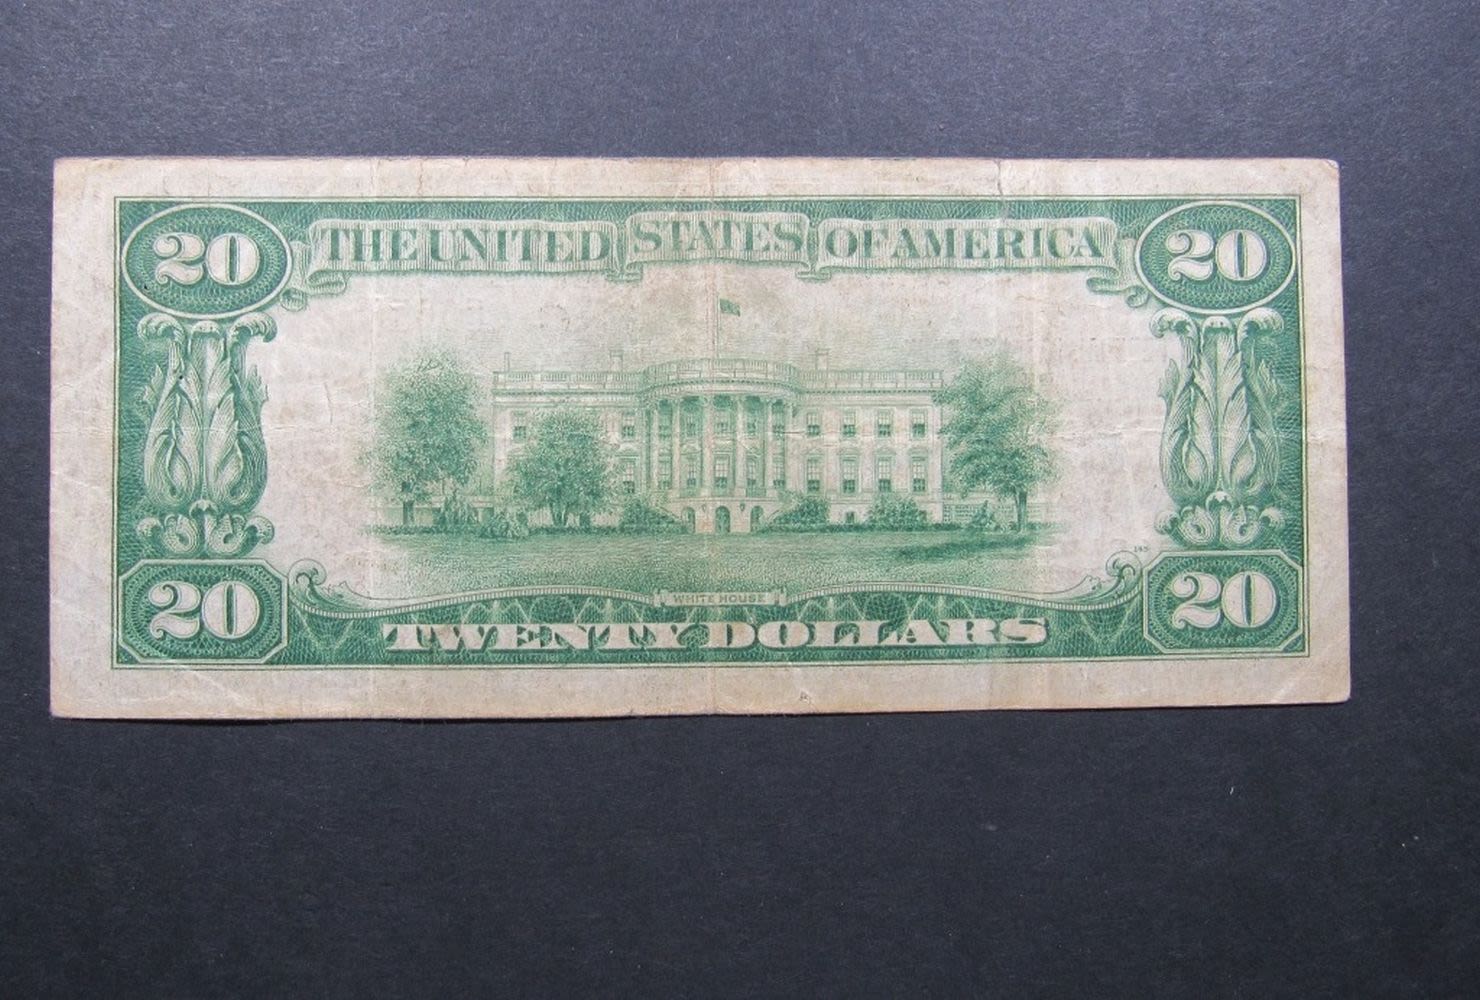 20 THE UNITED STATES OF AMERICA 20
WHITE HOUSE
20 TWENTY DOLLARS 20